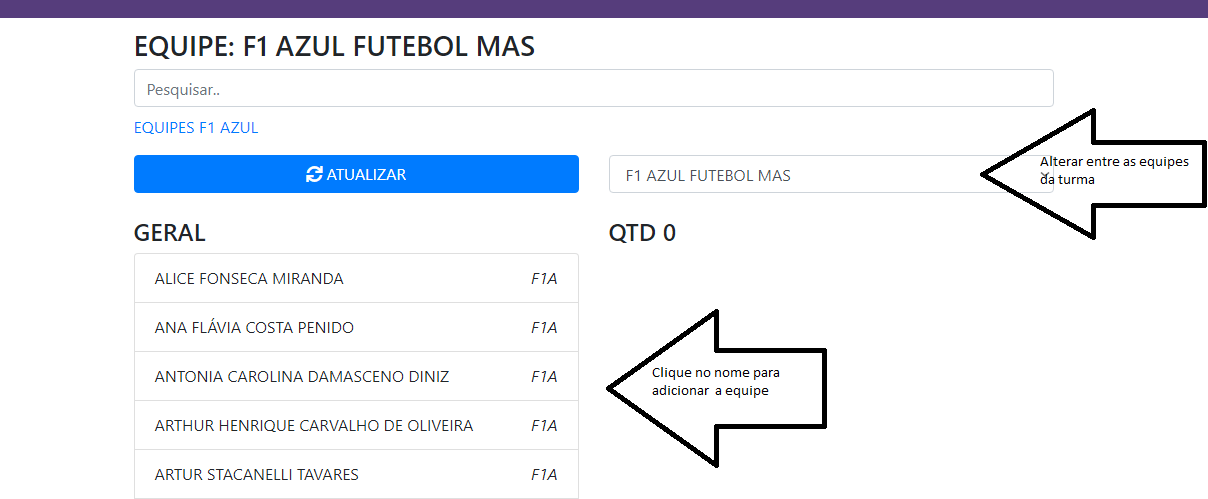 EQUIPE: F1 AZUL FUTEBOL MAS
Pesquisar..
EQUIPES F1 AZUL
ATUALIZAR
F1 AZUL FUTEBOL MAS
Alterar entre as equipes
da turma
GERAL
QTD 0
ALICE FONSECA MIRANDA F1A
ANA FLÁVIA COSTA PENIDO F1A
ANTONIA CAROLINA DAMASCENO DINIZ F1A
Clique no nome para
adicionar a equipe
ARTHUR HENRIQUE CARVALHO DE OLIVEIRA F1A
ARTUR STACANELLI TAVARES F1A